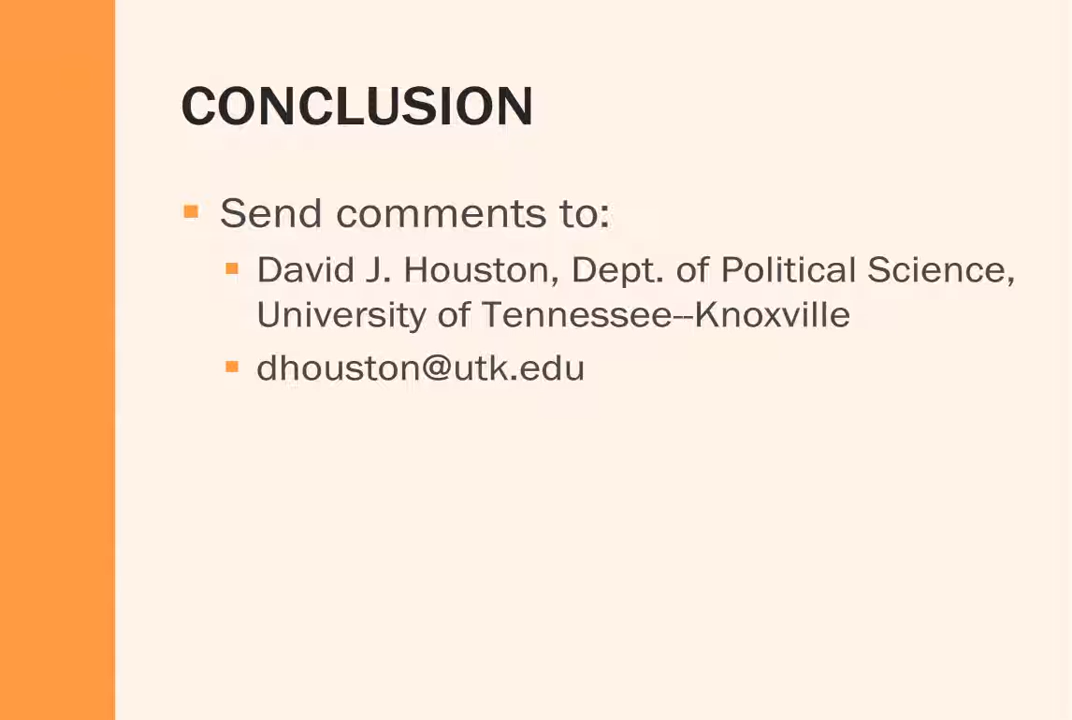 CONCLUSION
Send comments to:
David J. Houston, Dept. of Political Science,
University of Tennessee--Knoxville
dhouston@utk.edu